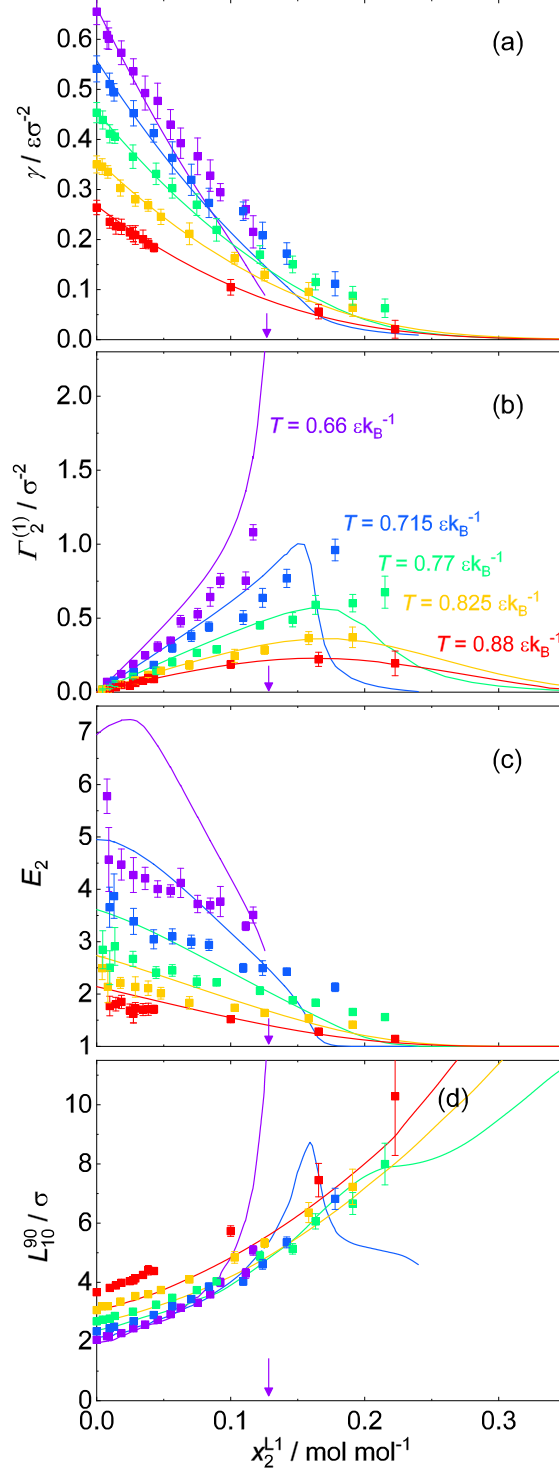 (a)
γ / εσ⁻²
0.6
0.5
0.4
0.3
0.2
0.1
0.0
(b)
Γ₂⁽¹⁾ / σ⁻²
2.0
1.5
1.0
0.5
0.0
T = 0.66 εk_B⁻¹
T = 0.715 εk_B⁻¹
T = 0.77 εk_B⁻¹
T = 0.825 εk_B⁻¹
T = 0.88 εk_B⁻¹
(c)
E₂
7
6
5
4
3
2
1
(d)
L₁₀⁹⁰ / σ
10
8
6
4
2
0
0.0 0.1 0.2 0.3
x₂ᴸ¹ / mol mol⁻¹